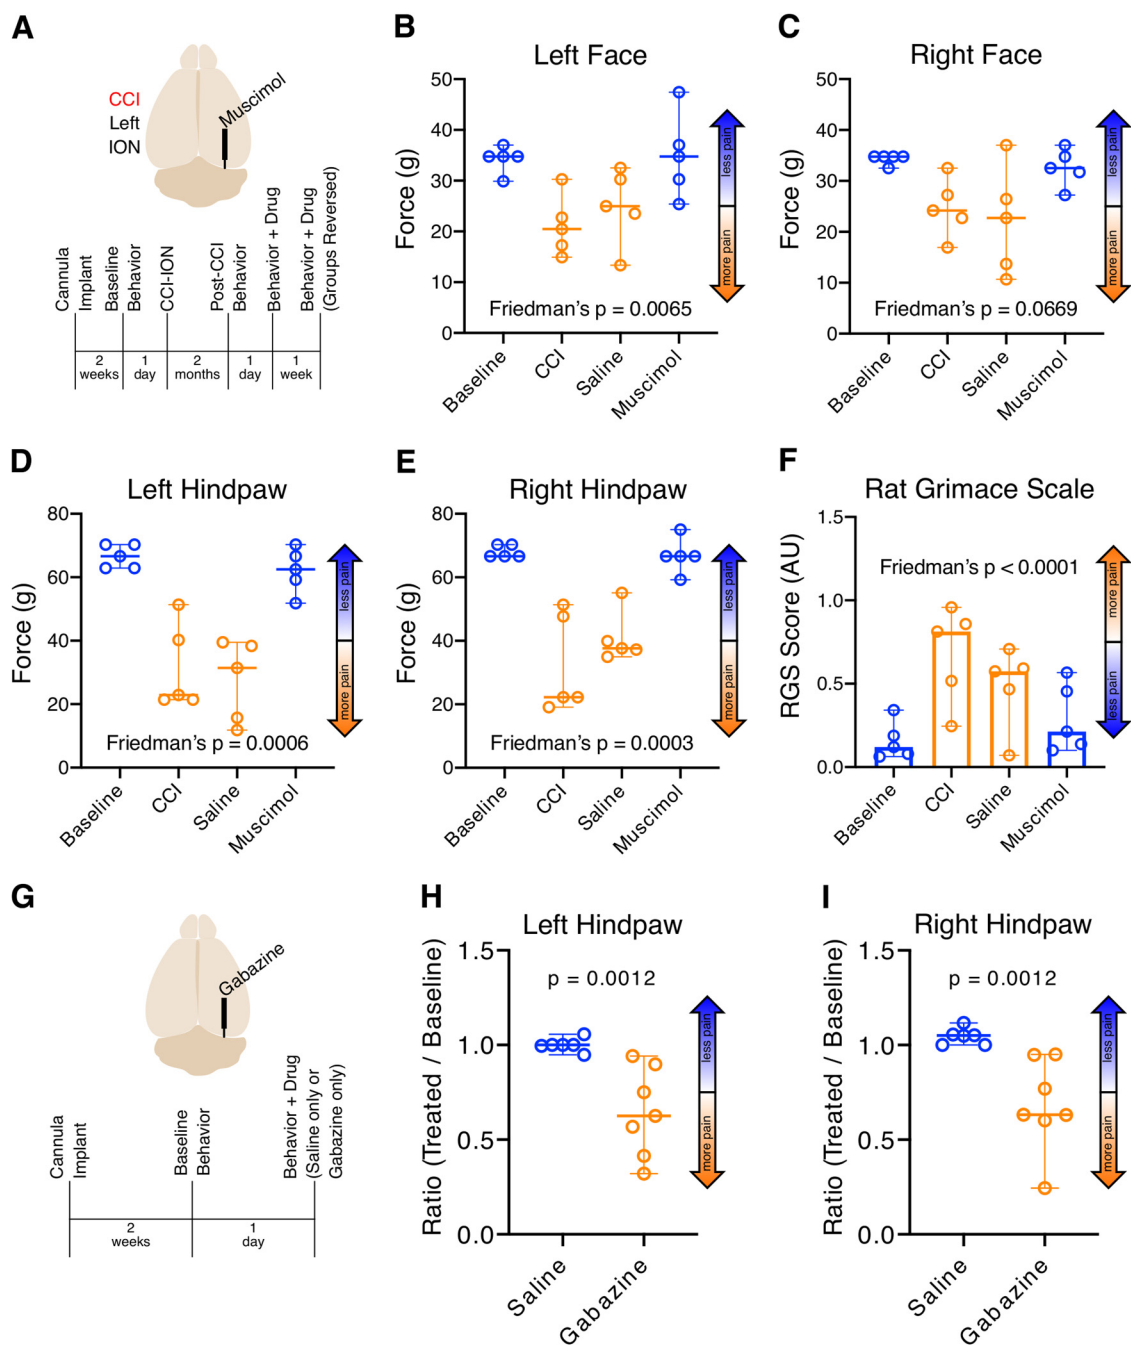 A
CCI
Left
ION
Muscimol
Cannula
Implant
Baseline
Behavior
CCI-ION
Post-CCI
Behavior
Behavior + Drug
Behavior + Drug
(Groups Reversed)
2
weeks
1
day
2
months
1
day
1
week
B
Left Face
Force (g)
50
40
30
20
10
0
Friedman's p = 0.0065
Baseline
CCI
Saline
Muscimol
less pain
more pain
C
Right Face
Force (g)
50
40
30
20
10
0
Friedman's p = 0.0669
Baseline
CCI
Saline
Muscimol
less pain
more pain
D
Left Hindpaw
Force (g)
80
60
40
20
0
Friedman's p = 0.0006
Baseline
CCI
Saline
Muscimol
less pain
more pain
E
Right Hindpaw
Force (g)
80
60
40
20
0
Friedman's p = 0.0003
Baseline
CCI
Saline
Muscimol
less pain
more pain
F
Rat Grimace Scale
RGS Score (AU)
1.5
1.0
0.5
0.0
Friedman's p < 0.0001
Baseline
CCI
Saline
Muscimol
more pain
less pain
G
Gabazine
Cannula
Implant
Baseline
Behavior
Behavior + Drug
(Saline only or
Gabazine only)
2
weeks
1
day
H
Left Hindpaw
Ratio (Treated / Baseline)
1.5
1.0
0.5
0.0
p = 0.0012
Saline
Gabazine
less pain
more pain
I
Right Hindpaw
Ratio (Treated / Baseline)
1.5
1.0
0.5
0.0
p = 0.0012
Saline
Gabazine
less pain
more pain